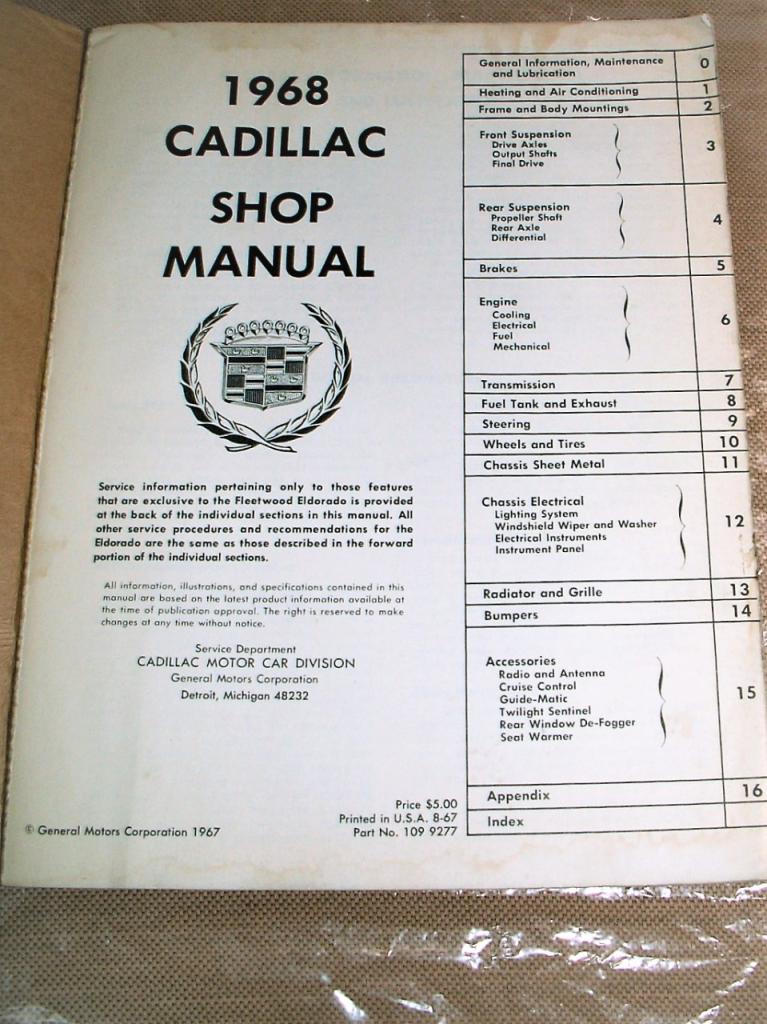 1968
CADILLAC
SHOP
MANUAL
Service information pertaining only to those features
that are exclusive to the Fleetwood Eldorado is provided
at the back of the individual sections in this manual. All
other service procedures and recommendations for the
Eldorado are the same as those described in the forward
portion of the individual sections.
All information, illustrations, and specifications contained in this
manual are based on the latest product information available at
the time of publication approval. The right is reserved to make
changes at any time without notice.
Service Department
CADILLAC MOTOR CAR DIVISION
General Motors Corporation
Detroit, Michigan 48232
Price $5.00
Printed in U.S.A. 8-67
© General Motors Corporation 1967
Part No. 109 9277
General Information, Maintenance
and Lubrication 0
Heating and Air Conditioning 1
Frame and Body Mountings 2
Front Suspension
Drive Axles
Output Shafts
Final Drive
3
Rear Suspension
Propeller Shaft
Rear Axle
Differential
4
Brakes 5
Engine
Cooling
Electrical
Fuel
Mechanical
6
Transmission 7
Fuel Tank and Exhaust 8
Steering 9
Wheels and Tires 10
Chassis Sheet Metal 11
Chassis Electrical
Lighting System
Windshield Wiper and Washer
Electrical Instruments
Instrument Panel
12
Radiator and Grille 13
Bumpers 14
Accessories
Radio and Antenna
Cruise Control
Guide-Matic
Twilight Sentinel
Rear Window De-Fogger
Seat Warmer
15
Appendix 16
Index